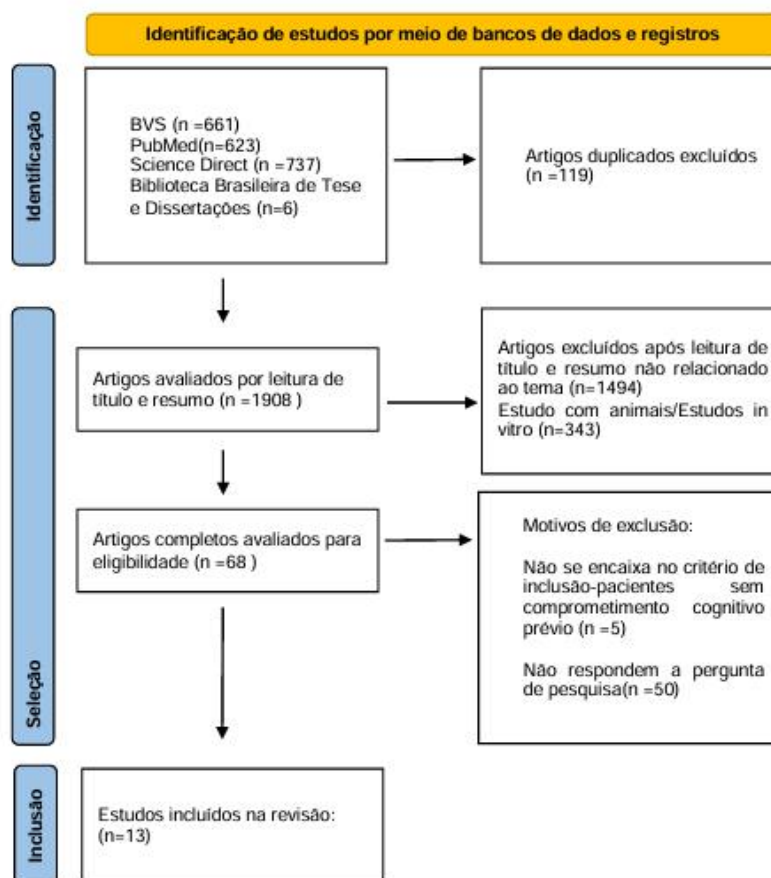 Identificação de estudos por meio de bancos de dados e registros
Identificação
BVS (n =661)
PubMed(n=623)
Science Direct (n =737)
Biblioteca Brasileira de Tese
e Dissertações (n=6)
Artigos duplicados excluídos
(n =119)
Seleção
Artigos avaliados por leitura de
título e resumo (n =1908 )
Artigos excluídos após leitura de
título e resumo não relacionado
ao tema (n=1494)
Estudo com animais/Estudos in
vitro (n=343)
Artigos completos avaliados para
eligibilidade (n =68 )
Motivos de exclusão:
Não se encaixa no critério de
inclusão-pacientes sem
comprometimento cognitivo
prévio (n =5)
Não respondem a pergunta
de pesquisa(n =50)
Inclusão
Estudos incluídos na revisão:
(n=13)